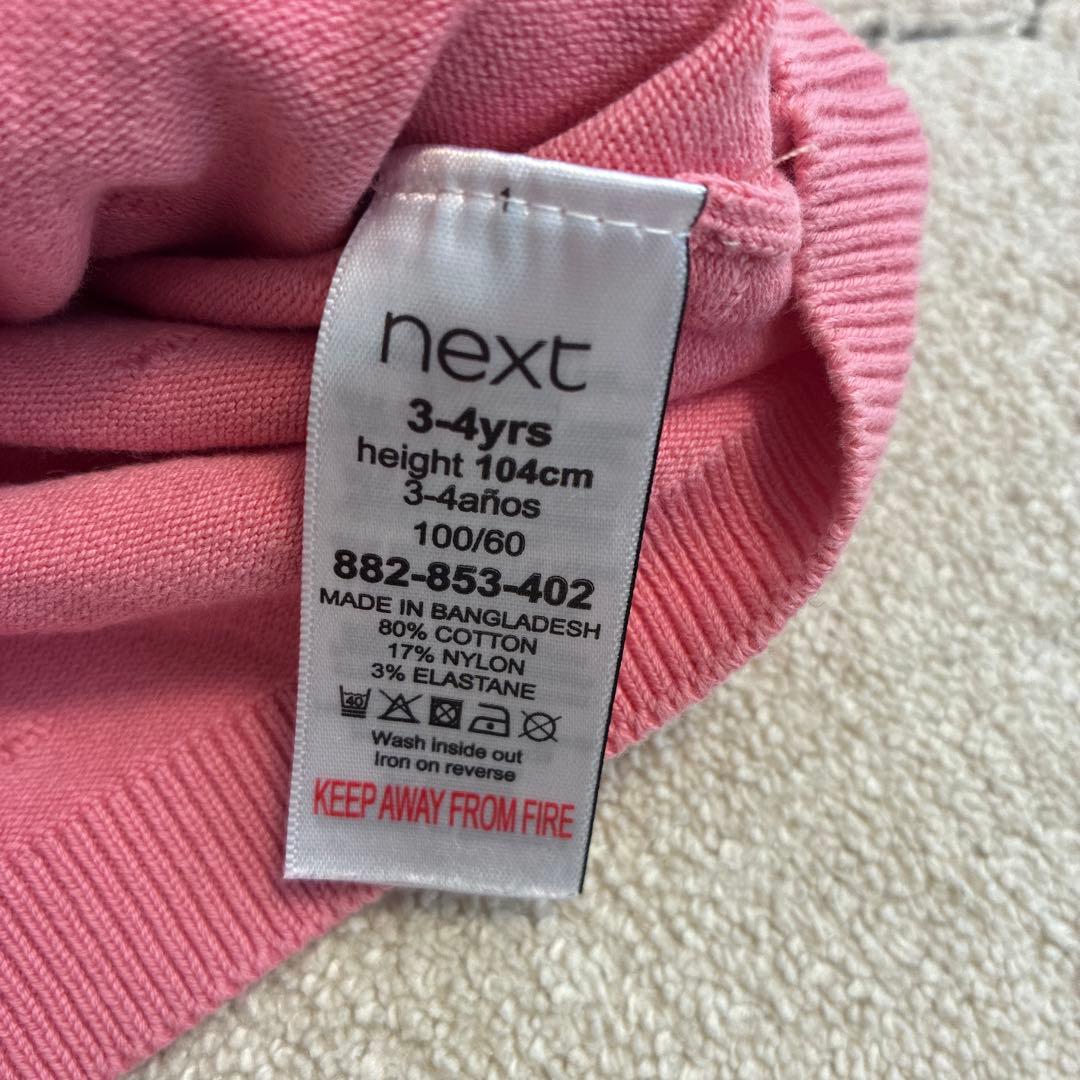 next
3-4yrs
height 104cm
3-4años
100/60
882-853-402
MADE IN BANGLADESH
80% COTTON
17% NYLON
3% ELASTANE
40
Wash inside out
Iron on reverse
KEEP AWAY FROM FIRE